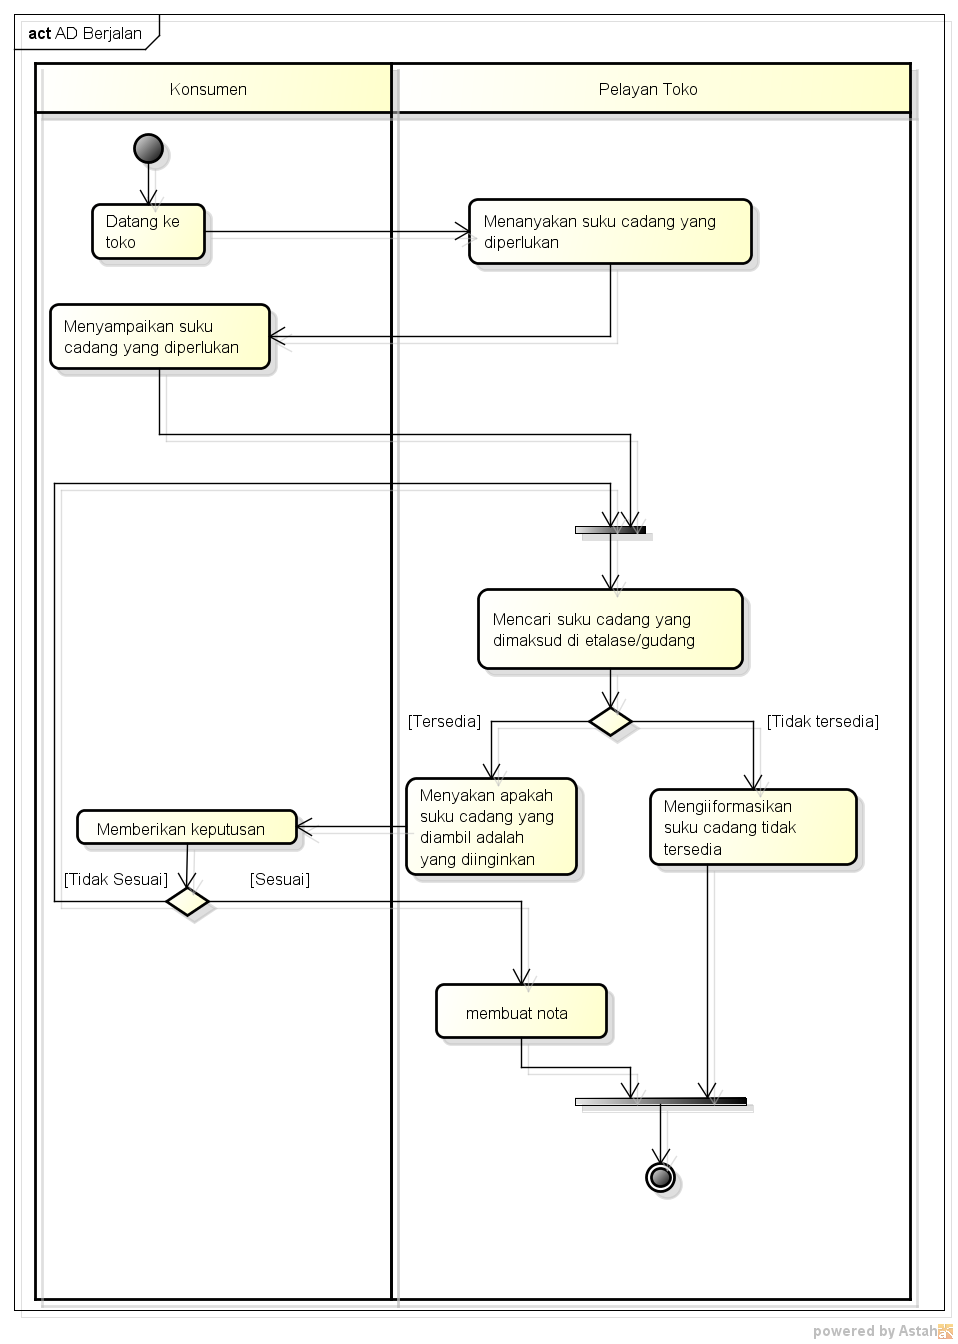 act AD Berjalan
Konsumen
Pelayan Toko
Datang ke
toko
Menanyakan suku cadang yang
diperlukan
Menyampaikan suku
cadang yang diperlukan
Mencari suku cadang yang
dimaksud di etalase/gudang
[Tersedia]
[Tidak tersedia]
Menyakan apakah
suku cadang yang
diambil adalah
yang diinginkan
Mengiiformasikan
suku cadang tidak
tersedia
Memberikan keputusan
[Tidak Sesuai]
[Sesuai]
membuat nota
powered by Astah